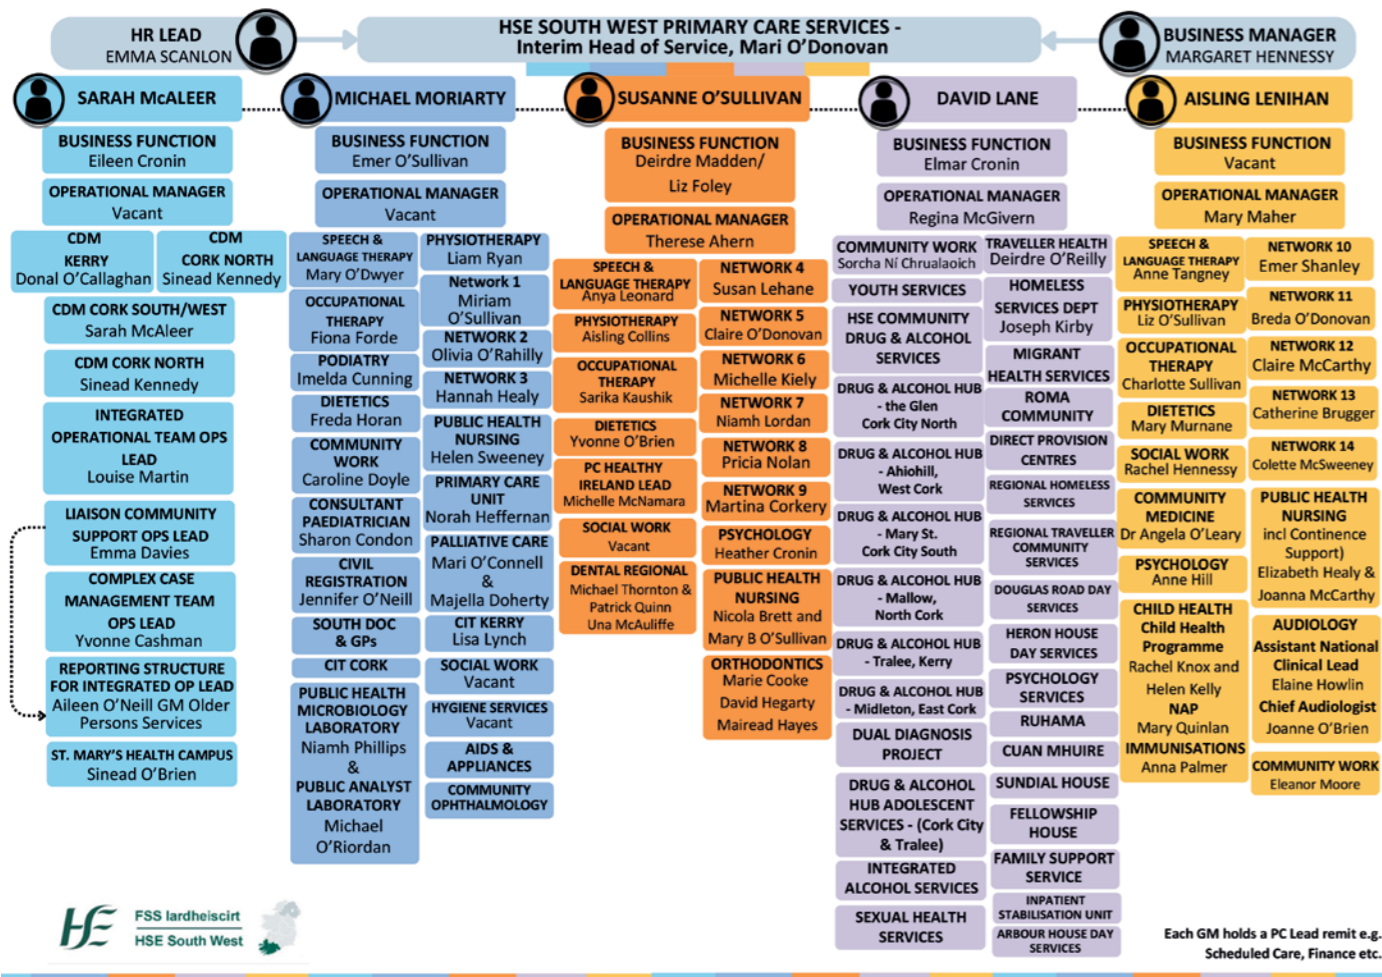 HR LEAD
EMMA SCANLON
HSE SOUTH WEST PRIMARY CARE SERVICES -
Interim Head of Service, Mari O'Donovan
BUSINESS MANAGER
MARGARET HENNESSY
SARAH McALEER
BUSINESS FUNCTION
Eileen Cronin
OPERATIONAL MANAGER
Vacant
CDM
KERRY
Donal O'Callaghan
CDM
CORK NORTH
Sinead Kennedy
CDM CORK SOUTH/WEST
Sarah McAleer
CDM CORK NORTH
Sinead Kennedy
INTEGRATED
OPERATIONAL TEAM OPS
LEAD
Louise Martin
LIAISON COMMUNITY
SUPPORT OPS LEAD
Emma Davies
COMPLEX CASE
MANAGEMENT TEAM
OPS LEAD
Yvonne Cashman
REPORTING STRUCTURE
FOR INTEGRATED OP LEAD
Aileen O'Neill GM Older
Persons Services
ST. MARY'S HEALTH CAMPUS
Sinead O'Brien
MICHAEL MORIARTY
BUSINESS FUNCTION
Emer O'Sullivan
OPERATIONAL MANAGER
Vacant
SPEECH &
LANGUAGE THERAPY
Mary O'Dwyer
OCCUPATIONAL
THERAPY
Fiona Forde
PODIATRY
Imelda Cunning
DIETETICS
Freda Horan
COMMUNITY
WORK
Caroline Doyle
CONSULTANT
PAEDIATRICIAN
Sharon Condon
CIVIL
REGISTRATION
Jennifer O'Neill
SOUTH DOC
& GPs
CIT CORK
PUBLIC HEALTH
MICROBIOLOGY
LABORATORY
Niamh Phillips
&
PUBLIC ANALYST
LABORATORY
Michael
O'Riordan
PHYSIOTHERAPY
Liam Ryan
Network 1
Miriam
O'Sullivan
NETWORK 2
Olivia O'Rahilly
NETWORK 3
Hannah Healy
PUBLIC HEALTH
NURSING
Helen Sweeney
PRIMARY CARE
UNIT
Norah Heffernan
PALLIATIVE CARE
Mari O'Connell
&
Majella Doherty
CIT KERRY
Lisa Lynch
SOCIAL WORK
Vacant
HYGIENE SERVICES
Vacant
AIDS &
APPLIANCES
COMMUNITY
OPHTHALMOLOGY
SUSANNE O'SULLIVAN
BUSINESS FUNCTION
Deirdre Madden/
Liz Foley
OPERATIONAL MANAGER
Therese Ahern
SPEECH &
LANGUAGE THERAPY
Anya Leonard
PHYSIOTHERAPY
Aisling Collins
OCCUPATIONAL
THERAPY
Sarika Kaushik
DIETETICS
Yvonne O'Brien
PC HEALTHY
IRELAND LEAD
Michelle McNamara
SOCIAL WORK
Vacant
DENTAL REGIONAL
Michael Thornton &
Patrick Quinn
Una McAuliffe
NETWORK 4
Susan Lehane
NETWORK 5
Claire O'Donovan
NETWORK 6
Michelle Kiely
NETWORK 7
Niamh Lordan
NETWORK 8
Pricia Nolan
NETWORK 9
Martina Corkery
PSYCHOLOGY
Heather Cronin
PUBLIC HEALTH
NURSING
Nicola Brett and
Mary B O'Sullivan
ORTHODONTICS
Marie Cooke
David Hegarty
Mairead Hayes
DAVID LANE
BUSINESS FUNCTION
Elmar Cronin
OPERATIONAL MANAGER
Regina McGivern
COMMUNITY WORK
Sorcha Ní Chrualaoich
YOUTH SERVICES
HSE COMMUNITY
DRUG & ALCOHOL
SERVICES
DRUG & ALCOHOL HUB
- the Glen
Cork City North
DRUG & ALCOHOL HUB
- Ahiohill,
West Cork
DRUG & ALCOHOL HUB
- Mary St.
Cork City South
DRUG & ALCOHOL HUB
- Mallow,
North Cork
DRUG & ALCOHOL HUB
- Tralee, Kerry
DRUG & ALCOHOL HUB
- Midleton, East Cork
DUAL DIAGNOSIS
PROJECT
DRUG & ALCOHOL
HUB ADOLESCENT
SERVICES - (Cork City
& Tralee)
INTEGRATED
ALCOHOL SERVICES
SEXUAL HEALTH
SERVICES
TRAVELLER HEALTH
Deirdre O'Reilly
HOMELESS
SERVICES DEPT
Joseph Kirby
MIGRANT
HEALTH SERVICES
ROMA
COMMUNITY
DIRECT PROVISION
CENTRES
REGIONAL HOMELESS
SERVICES
REGIONAL TRAVELLER
COMMUNITY
SERVICES
DOUGLAS ROAD DAY
SERVICES
HERON HOUSE
DAY SERVICES
PSYCHOLOGY
SERVICES
RUHAMA
CUAN MHUIRE
SUNDIAL HOUSE
FELLOWSHIP
HOUSE
FAMILY SUPPORT
SERVICE
INPATIENT
STABILISATION UNIT
ARBOUR HOUSE DAY
SERVICES
AISLING LENIHAN
BUSINESS FUNCTION
Vacant
OPERATIONAL MANAGER
Mary Maher
SPEECH &
LANGUAGE THERAPY
Anne Tangney
PHYSIOTHERAPY
Liz O'Sullivan
OCCUPATIONAL
THERAPY
Charlotte Sullivan
DIETETICS
Mary Murnane
SOCIAL WORK
Rachel Hennessy
COMMUNITY
MEDICINE
Dr Angela O'Leary
PSYCHOLOGY
Anne Hill
CHILD HEALTH
Child Health
Programme
Rachel Knox and
Helen Kelly
NAP
Mary Quinlan
IMMUNISATIONS
Anna Palmer
NETWORK 10
Emer Shanley
NETWORK 11
Breda O'Donovan
NETWORK 12
Claire McCarthy
NETWORK 13
Catherine Brugger
NETWORK 14
Colette McSweeney
PUBLIC HEALTH
NURSING
incl Continence
Support)
Elizabeth Healy &
Joanna McCarthy
AUDIOLOGY
Assistant National
Clinical Lead
Elaine Howlin
Chief Audiologist
Joanne O'Brien
COMMUNITY WORK
Eleanor Moore
FSS Iardheiscirt
HSE South West
Each GM holds a PC Lead remit e.g.
Scheduled Care, Finance etc.